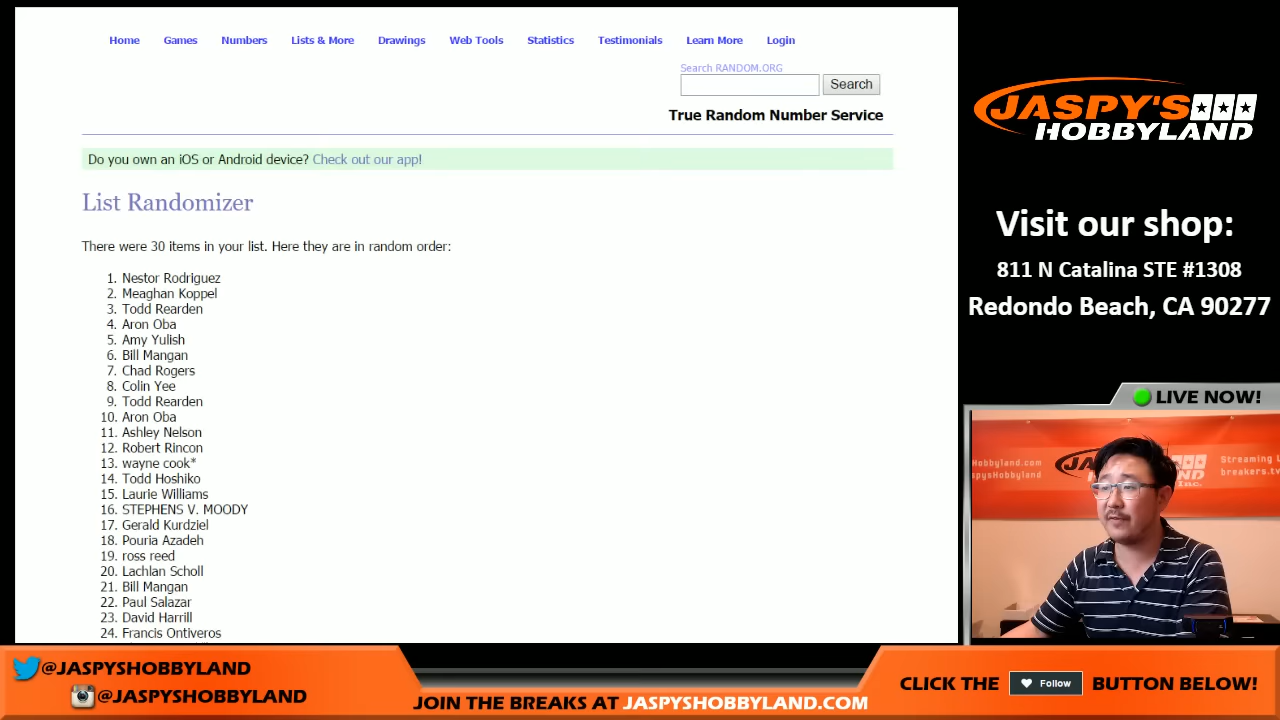 Home Games Numbers Lists & More Drawings Web Tools Statistics Testimonials Learn More Login
Search RANDOM.ORG
Search
True Random Number Service
Do you own an iOS or Android device? Check out our app!
List Randomizer
There were 30 items in your list. Here they are in random order:
1. Nestor Rodriguez
2. Meaghan Koppel
3. Todd Rearden
4. Aron Oba
5. Amy Yulish
6. Bill Mangan
7. Chad Rogers
8. Colin Yee
9. Todd Rearden
10. Aron Oba
11. Ashley Nelson
12. Robert Rincon
13. wayne cook*
14. Todd Hoshiko
15. Laurie Williams
16. STEPHENS V. MOODY
17. Gerald Kurdziel
18. Pouria Azadeh
19. ross reed
20. Lachlan Scholl
21. Bill Mangan
22. Paul Salazar
23. David Harrill
24. Francis Ontiveros
JASPY'S
HOBBYLAND
Visit our shop:
811 N Catalina STE #1308
Redondo Beach, CA 90277
LIVE NOW!
Hobbyland.com
Streaming
breakers.tv
Inc.
@JASPYSHOBBYLAND
@JASPYSHOBBYLAND
JOIN THE BREAKS AT JASPYSHOBBYLAND.COM
CLICK THE Follow BUTTON BELOW!